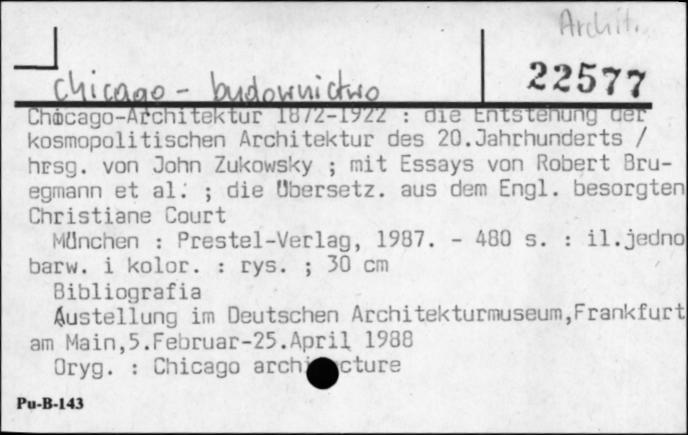 Archit.
22577
Chicago - budownictwo
Chicago-Architektur 1872-1922 : die Entstehung der
kosmopolitischen Architektur des 20.Jahrhunderts /
hrsg. von John Zukowsky ; mit Essays von Robert Bru-
egmann et al. ; die Übersetz. aus dem Engl. besorgten
Christiane Court
München : Prestel-Verlag, 1987. - 480 s. : il.jedno
barw. i kolor. : rys. ; 30 cm
Bibliografia
Austellung im Deutschen Architekturmuseum,Frankfurt
am Main,5.Februar-25.April 1988
Oryg. : Chicago archi cture
Pu-B-143